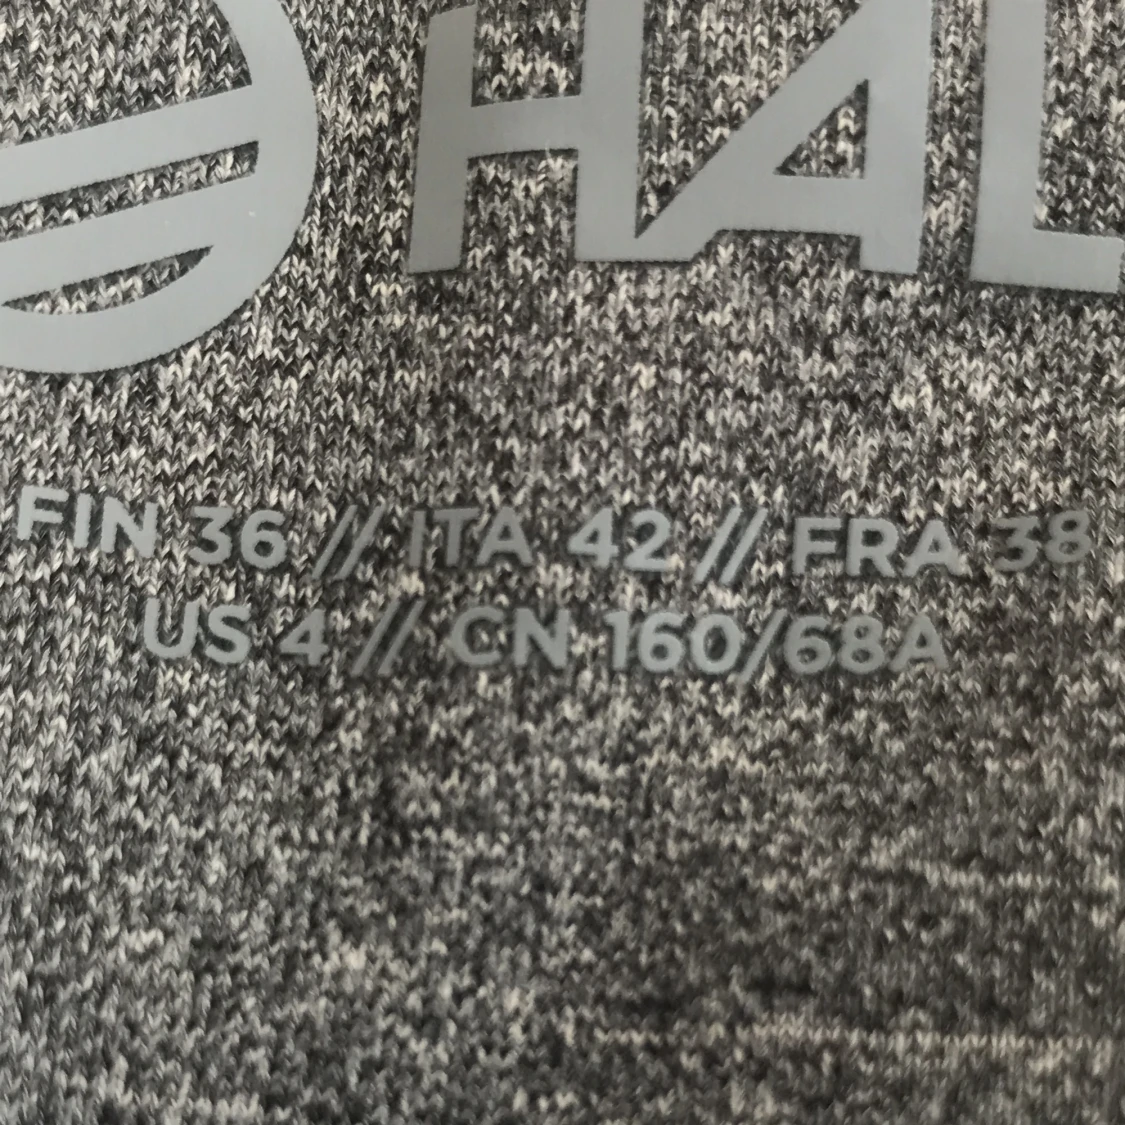 HAL
FIN 36 // ITA 42 // FRA 38
US 4 // CN 160/68A